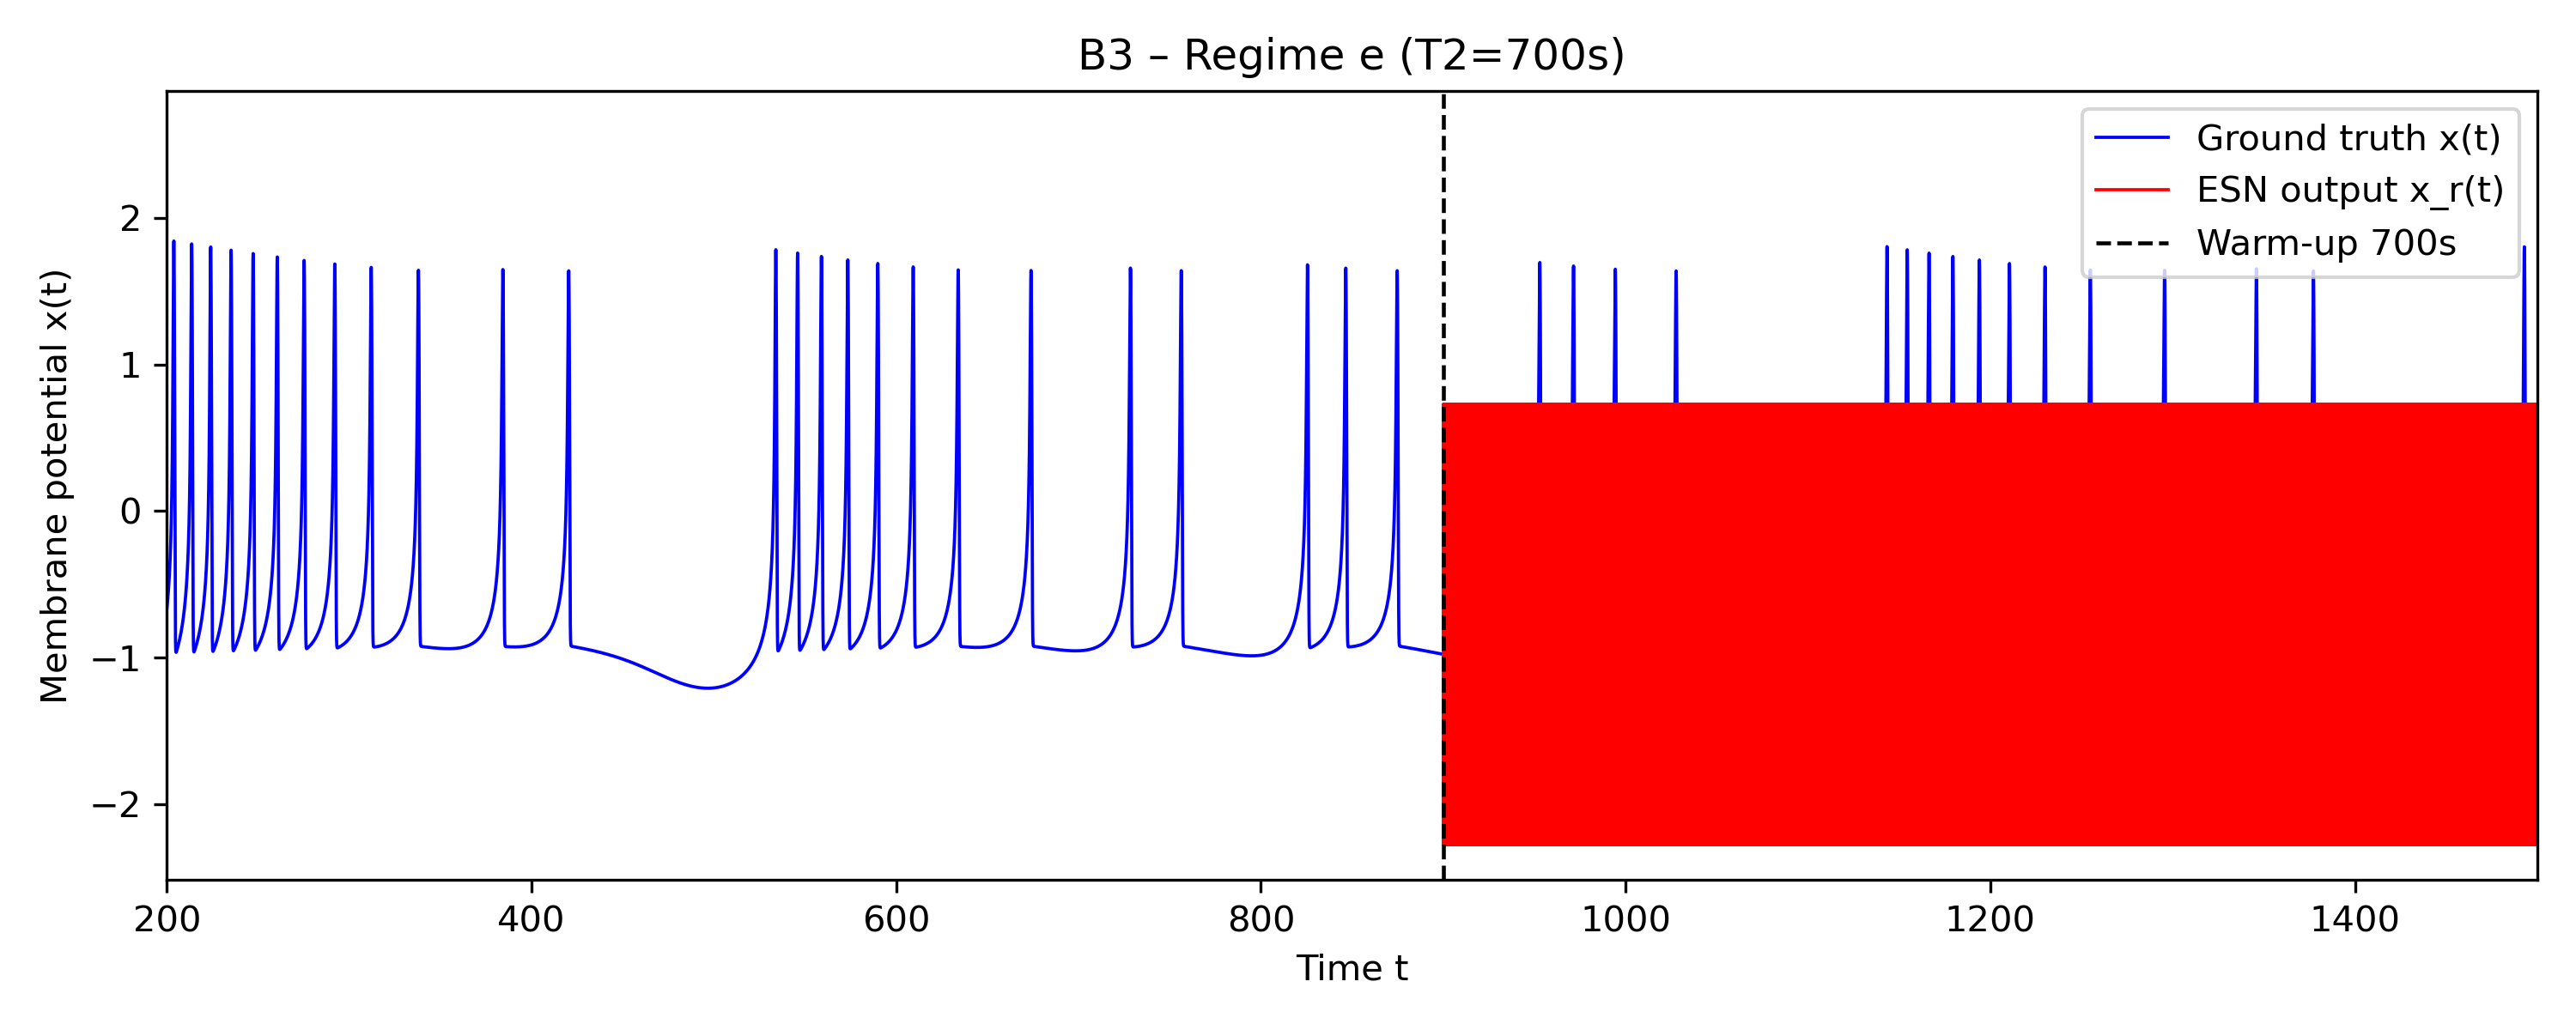 B3 – Regime e (T2=700s)
Membrane potential x(t)
2
1
0
−1
−2
Ground truth x(t)
ESN output x_r(t)
Warm-up 700s
200 400 600 800 1000 1200 1400
Time t